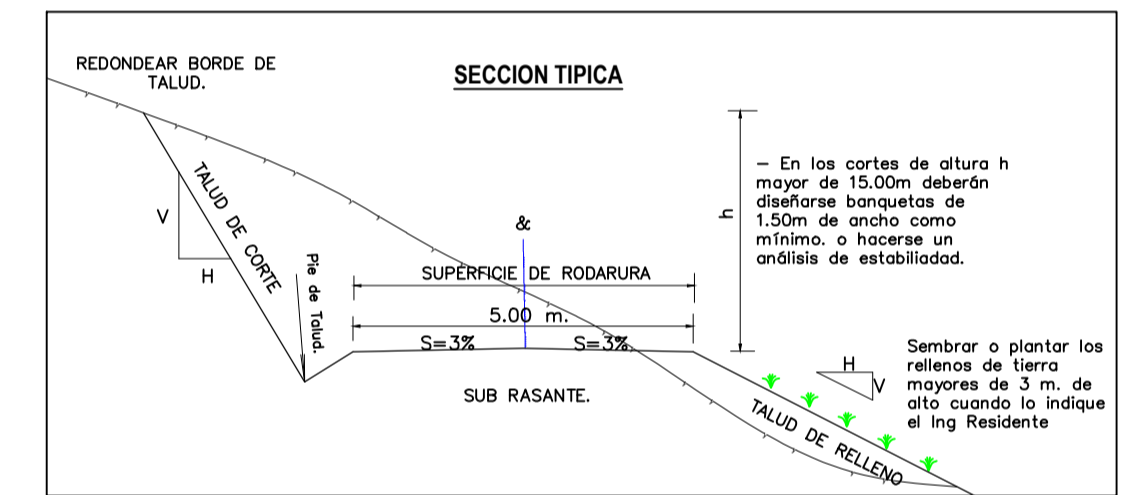 REDONDEAR BORDE DE
TALUD.
SECCION TIPICA
TALUD DE CORTE
V
H
Pie de Talud.
&
SUPERFICIE DE RODARURA
5.00 m.
S=3%
S=3%
SUB RASANTE.
h
– En los cortes de altura h
mayor de 15.00m deberán
diseñarse banquetas de
1.50m de ancho como
mínimo. o hacerse un
análisis de estabiliadad.
H
V
TALUD DE RELLENO
Sembrar o plantar los
rellenos de tierra
mayores de 3 m. de
alto cuando lo indique
el Ing Residente